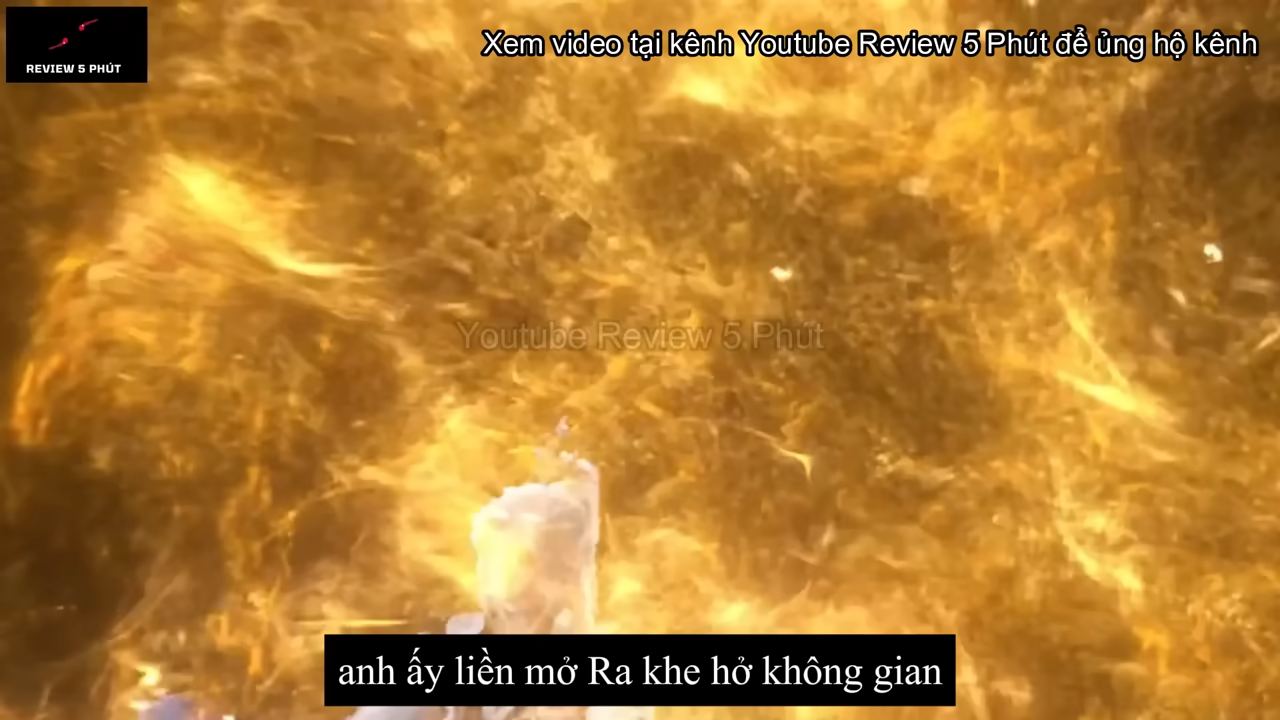 Xem video tại kênh Youtube Review 5 Phút để ủng hộ kênh
REVIEW 5 PHÚT
Youtube Review 5 Phút
anh ấy liền mở Ra khe hở không gian